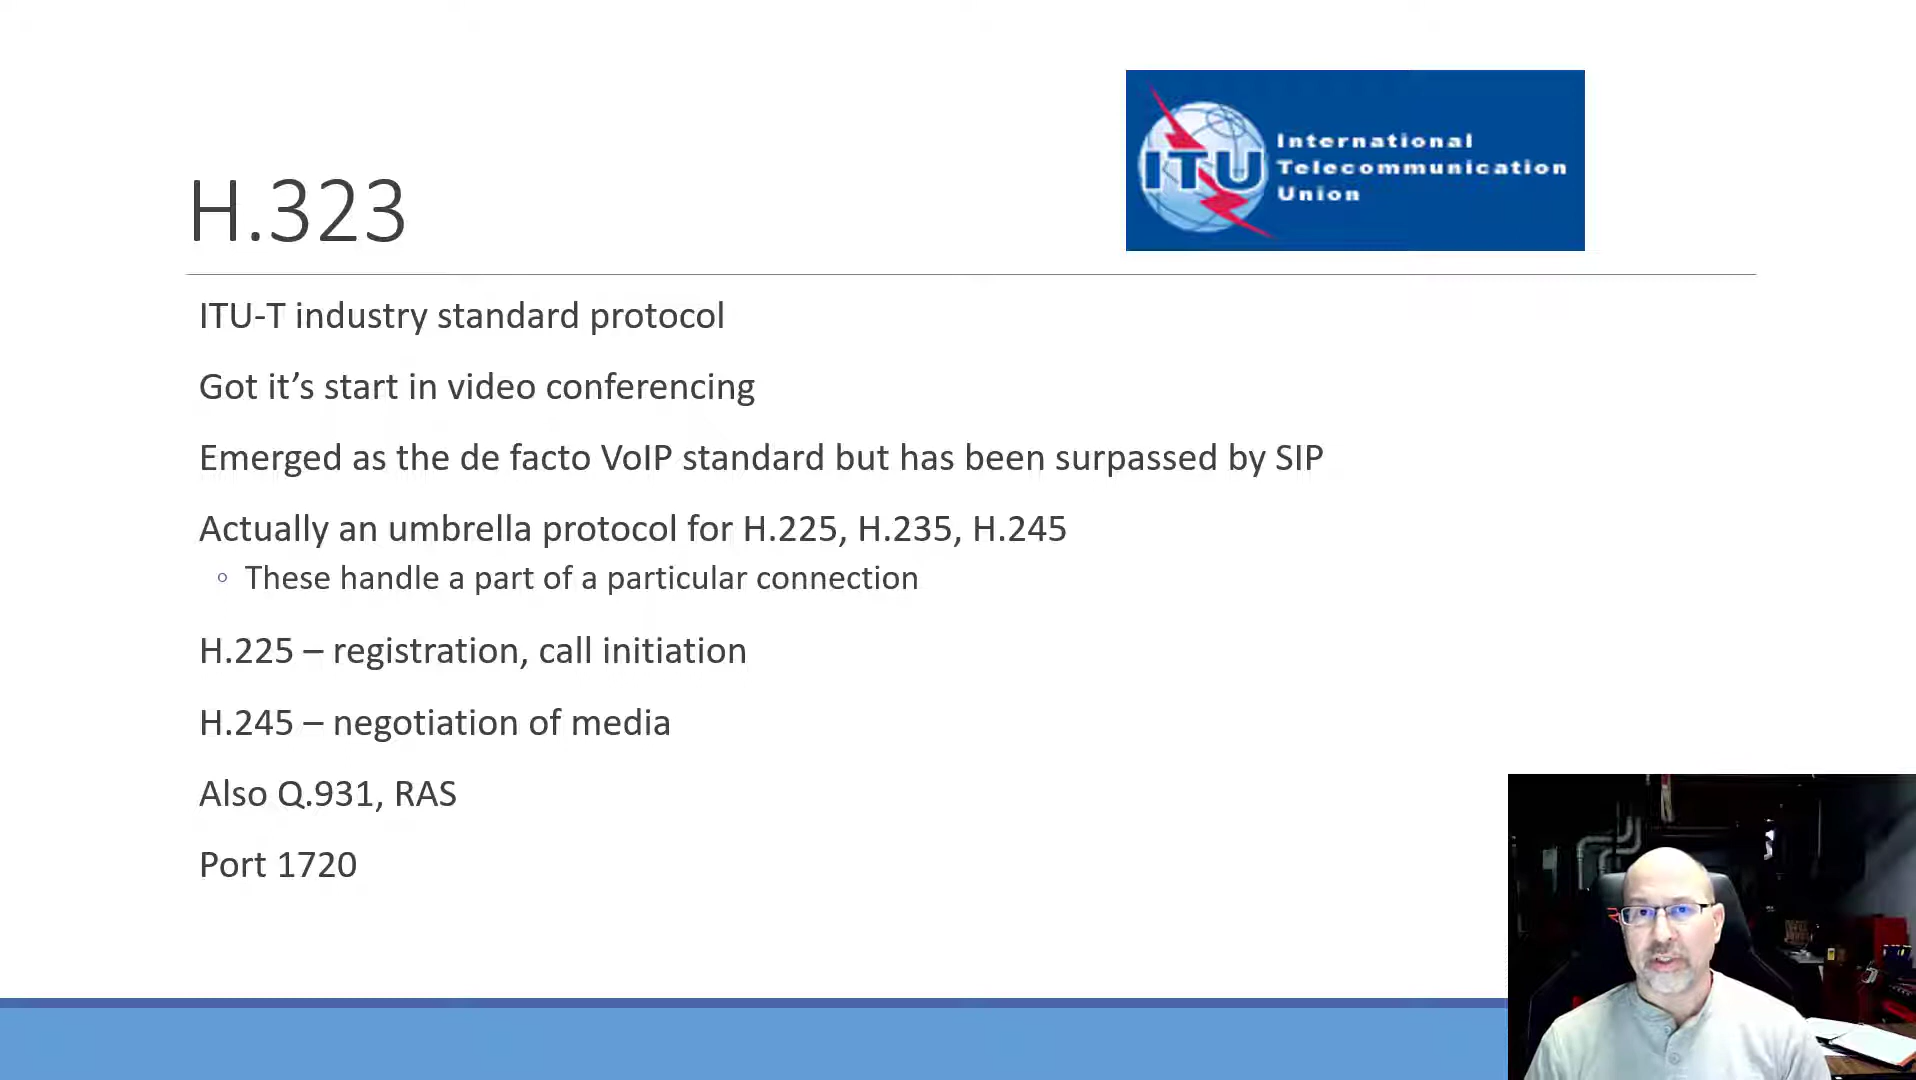 International
Telecommunication
Union
ITU
H.323
ITU-T industry standard protocol
Got it’s start in video conferencing
Emerged as the de facto VoIP standard but has been surpassed by SIP
Actually an umbrella protocol for H.225, H.235, H.245
◦ These handle a part of a particular connection
H.225 – registration, call initiation
H.245 – negotiation of media
Also Q.931, RAS
Port 1720